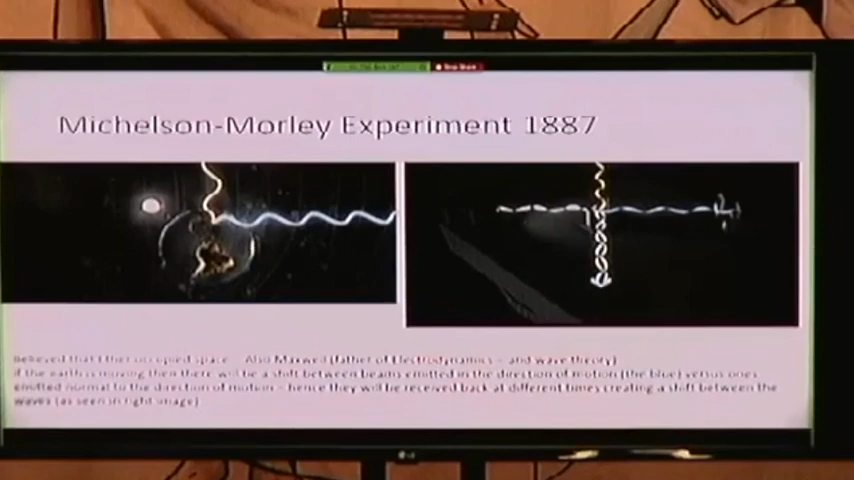 Michelson-Morley Experiment 1887
Believed that Ether occupied space - Also Maxwell (father of Electrodynamics - and wave theory)
If the earth is moving then there will be a shift between beams emitted in the direction of motion (the blue) versus ones
emitted normal to the direction of motion - hence they will be received back at different times creating a shift between the
waves (as seen in right image)